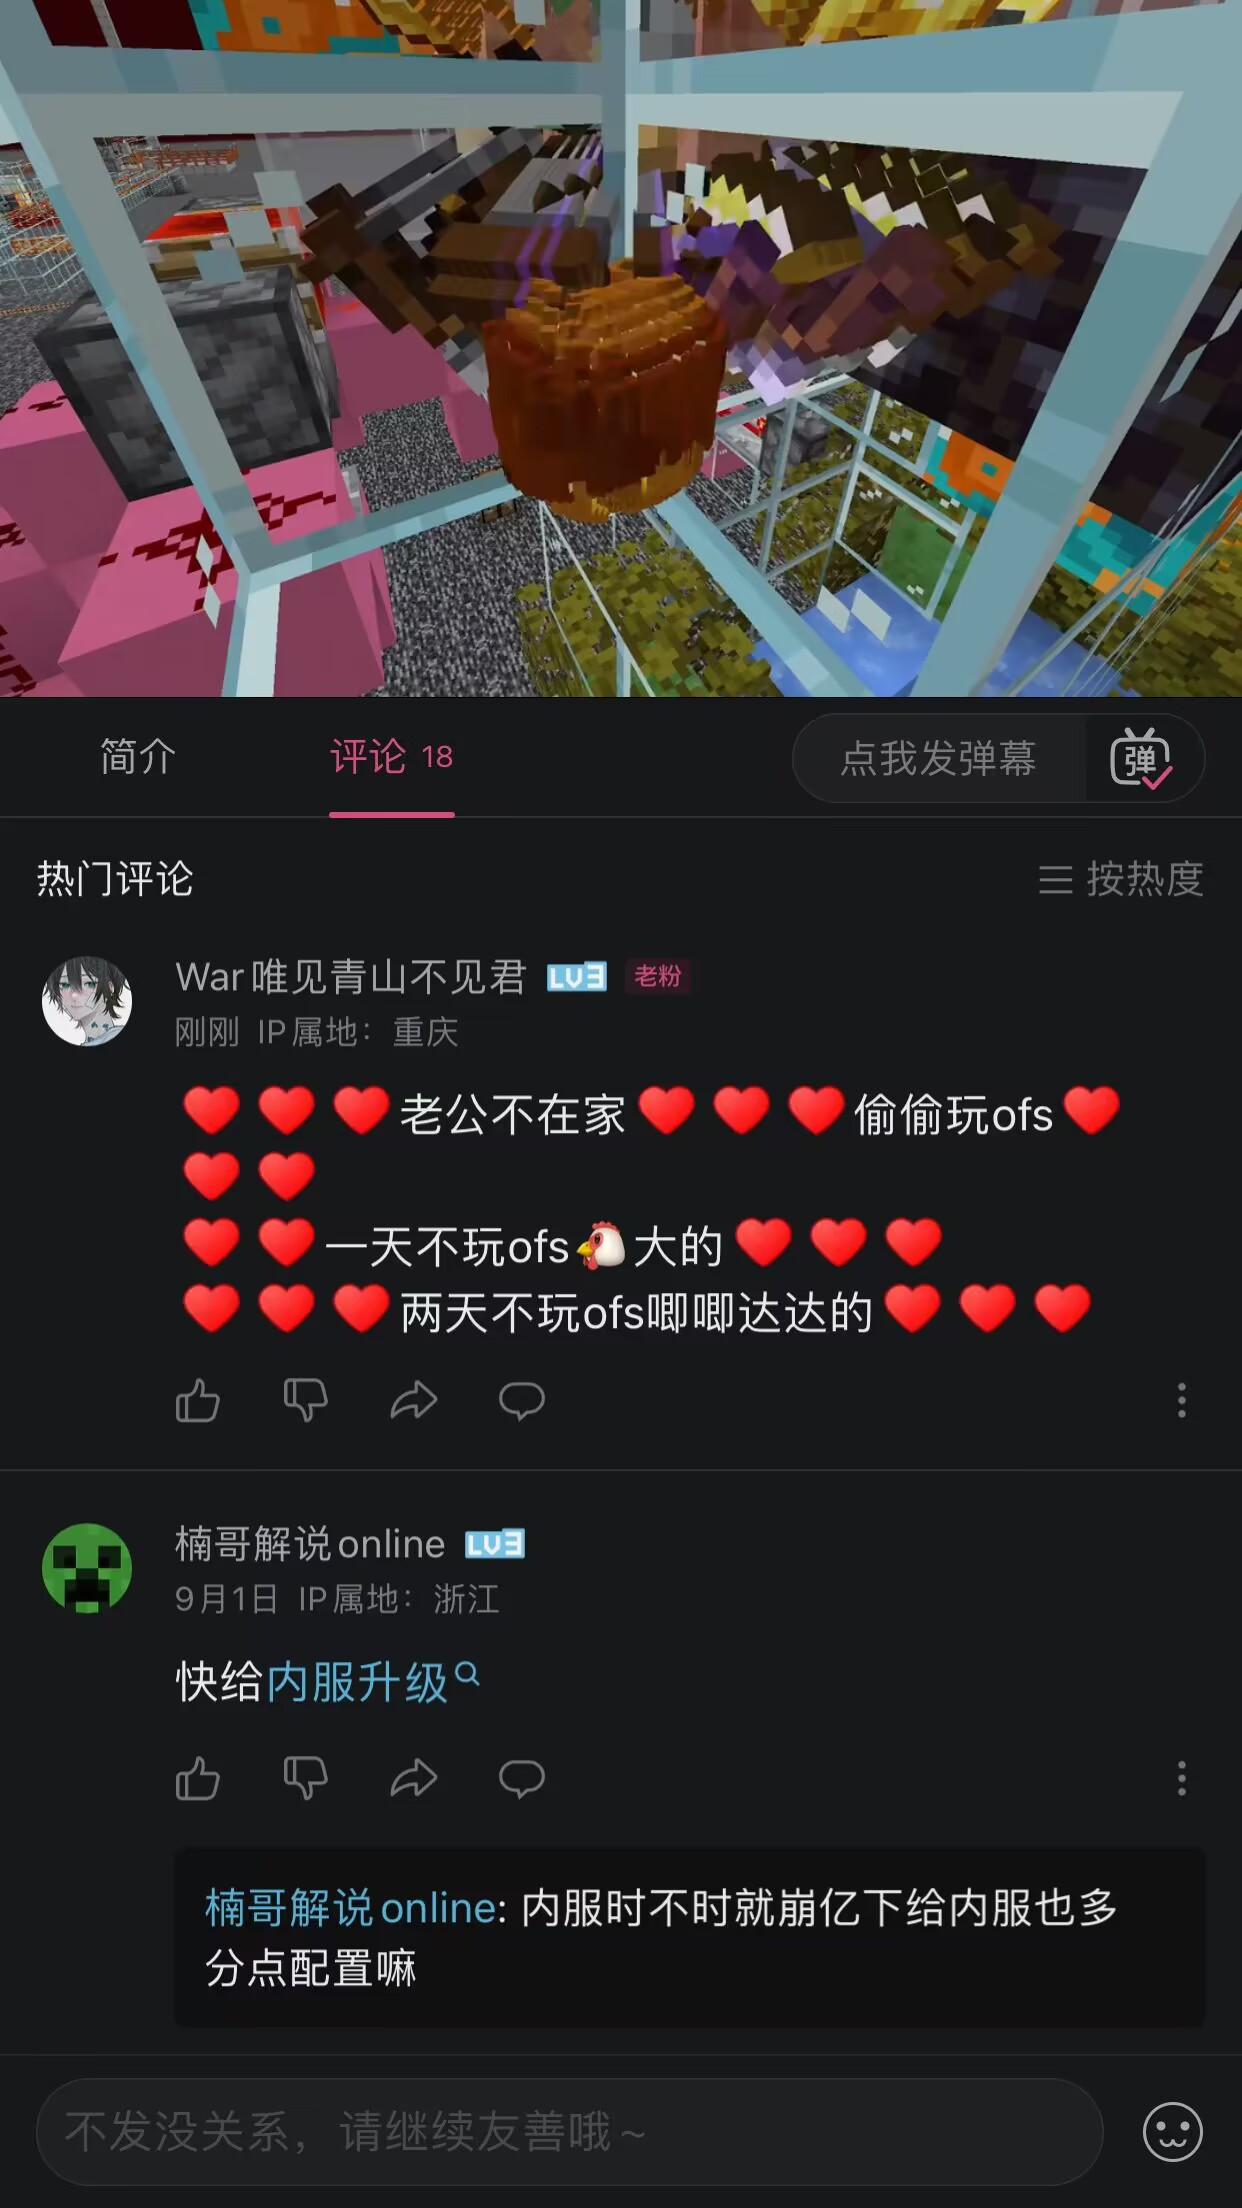 简介
评论 18
点我发弹幕
弹
热门评论
按热度
War唯见青山不见君 LV3 老粉
刚刚 IP属地：重庆
❤️❤️❤️老公不在家❤️❤️❤️偷偷玩ofs❤️
❤️❤️
❤️❤️一天不玩ofs🐔大的❤️❤️❤️
❤️❤️❤️两天不玩ofs唧唧达达的❤️❤️❤️
楠哥解说online LV3
9月1日 IP属地：浙江
快给内服升级
楠哥解说online: 内服时不时就崩亿下给内服也多
分点配置嘛
不发没关系，请继续友善哦~